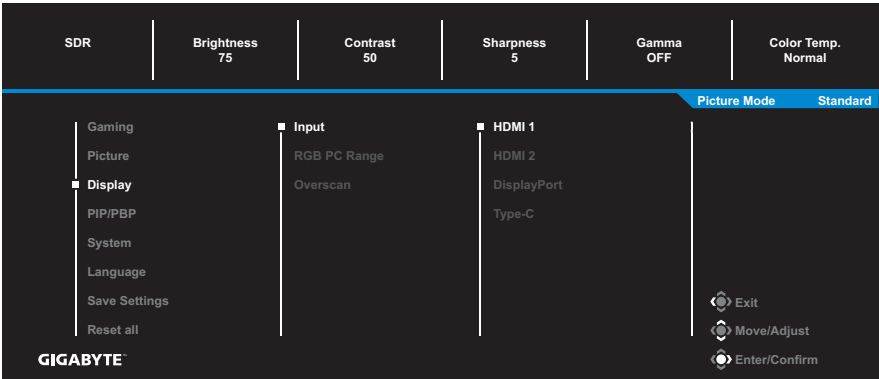 SDR
Brightness
75
Contrast
50
Sharpness
5
Gamma
OFF
Color Temp.
Normal
Picture Mode Standard
Gaming
Picture
Display
PIP/PBP
System
Language
Save Settings
Reset all
Input
RGB PC Range
Overscan
HDMI 1
HDMI 2
DisplayPort
Type-C
Exit
Move/Adjust
Enter/Confirm
GIGABYTE™